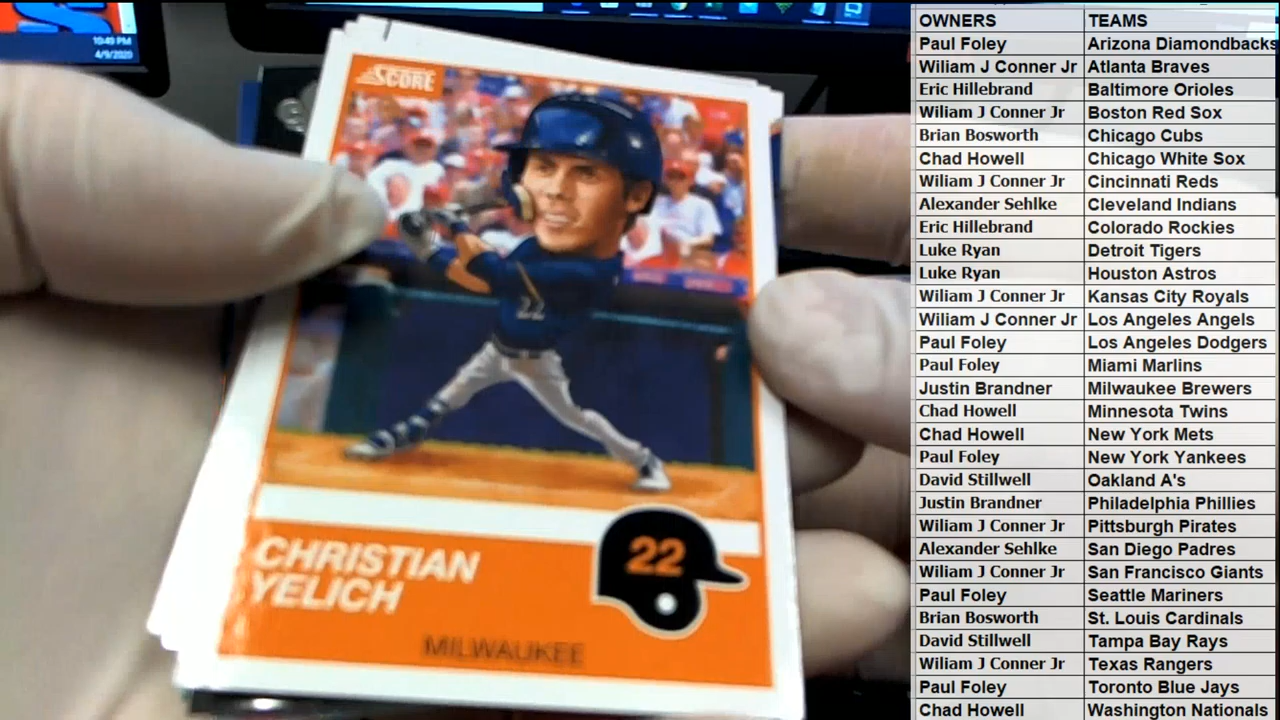 10:49 PM
4/9/2020
SCORE
22
CHRISTIAN
YELICH
22
MILWAUKEE
OWNERS TEAMS
Paul Foley Arizona Diamondbacks
Wiliam J Conner Jr Atlanta Braves
Eric Hillebrand Baltimore Orioles
Wiliam J Conner Jr Boston Red Sox
Brian Bosworth Chicago Cubs
Chad Howell Chicago White Sox
Wiliam J Conner Jr Cincinnati Reds
Alexander Sehlke Cleveland Indians
Eric Hillebrand Colorado Rockies
Luke Ryan Detroit Tigers
Luke Ryan Houston Astros
Wiliam J Conner Jr Kansas City Royals
Wiliam J Conner Jr Los Angeles Angels
Paul Foley Los Angeles Dodgers
Paul Foley Miami Marlins
Justin Brandner Milwaukee Brewers
Chad Howell Minnesota Twins
Chad Howell New York Mets
Paul Foley New York Yankees
David Stillwell Oakland A's
Justin Brandner Philadelphia Phillies
Wiliam J Conner Jr Pittsburgh Pirates
Alexander Sehlke San Diego Padres
Wiliam J Conner Jr San Francisco Giants
Paul Foley Seattle Mariners
Brian Bosworth St. Louis Cardinals
David Stillwell Tampa Bay Rays
Wiliam J Conner Jr Texas Rangers
Paul Foley Toronto Blue Jays
Chad Howell Washington Nationals